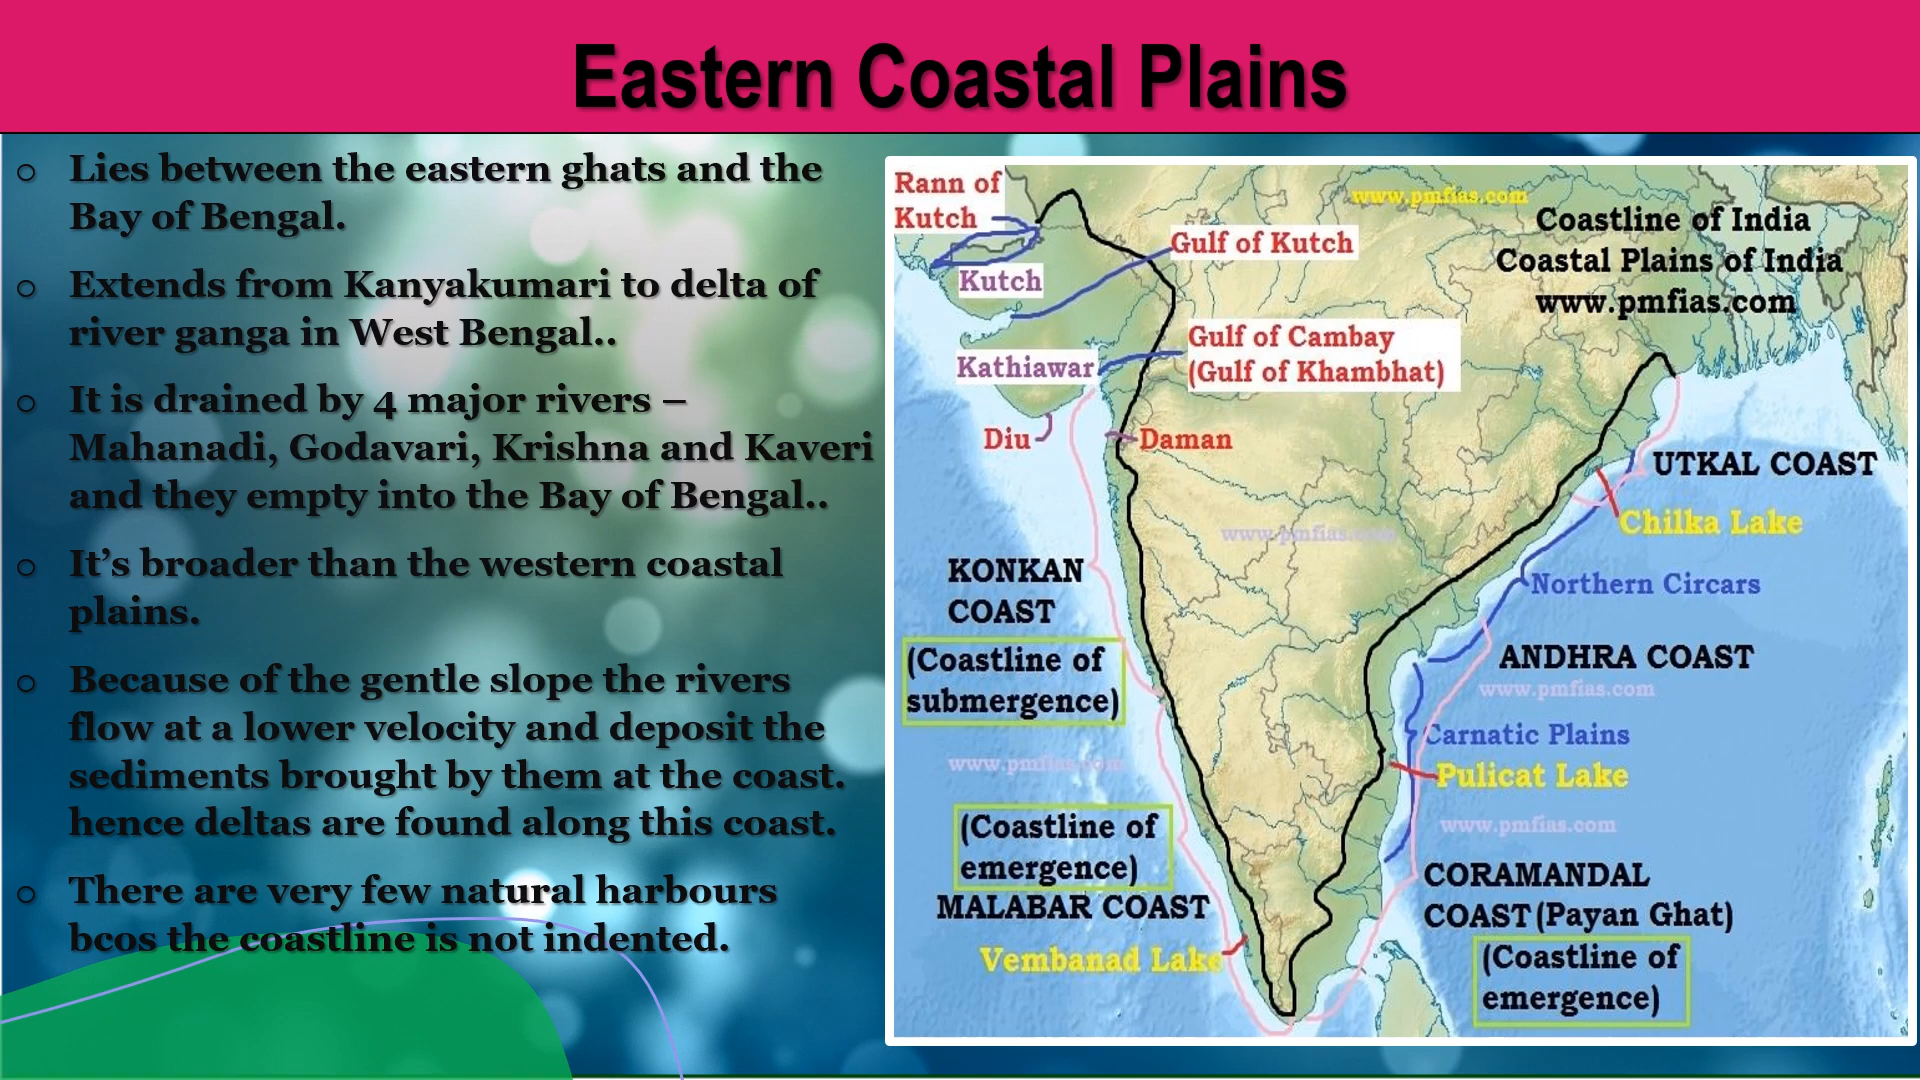 Eastern Coastal Plains
o Lies between the eastern ghats and the
Bay of Bengal.
o Extends from Kanyakumari to delta of
river ganga in West Bengal..
o It is drained by 4 major rivers –
Mahanadi, Godavari, Krishna and Kaveri
and they empty into the Bay of Bengal..
o It’s broader than the western coastal
plains.
o Because of the gentle slope the rivers
flow at a lower velocity and deposit the
sediments brought by them at the coast.
hence deltas are found along this coast.
o There are very few natural harbours
bcos the coastline is not indented.
Rann of
Kutch
www.pmfias.com
Coastline of India
Coastal Plains of India
www.pmfias.com
Gulf of Kutch
Kutch
Gulf of Cambay
(Gulf of Khambhat)
Kathiawar
Diu
Daman
UTKAL COAST
Chilka Lake
www.pmfias.com
KONKAN
COAST
Northern Circars
(Coastline of
submergence)
ANDHRA COAST
www.pmfias.com
Carnatic Plains
www.pmfias.com
Pulicat Lake
www.pmfias.com
(Coastline of
emergence)
MALABAR COAST
CORAMANDAL
COAST (Payan Ghat)
(Coastline of
emergence)
Vembanad Lake